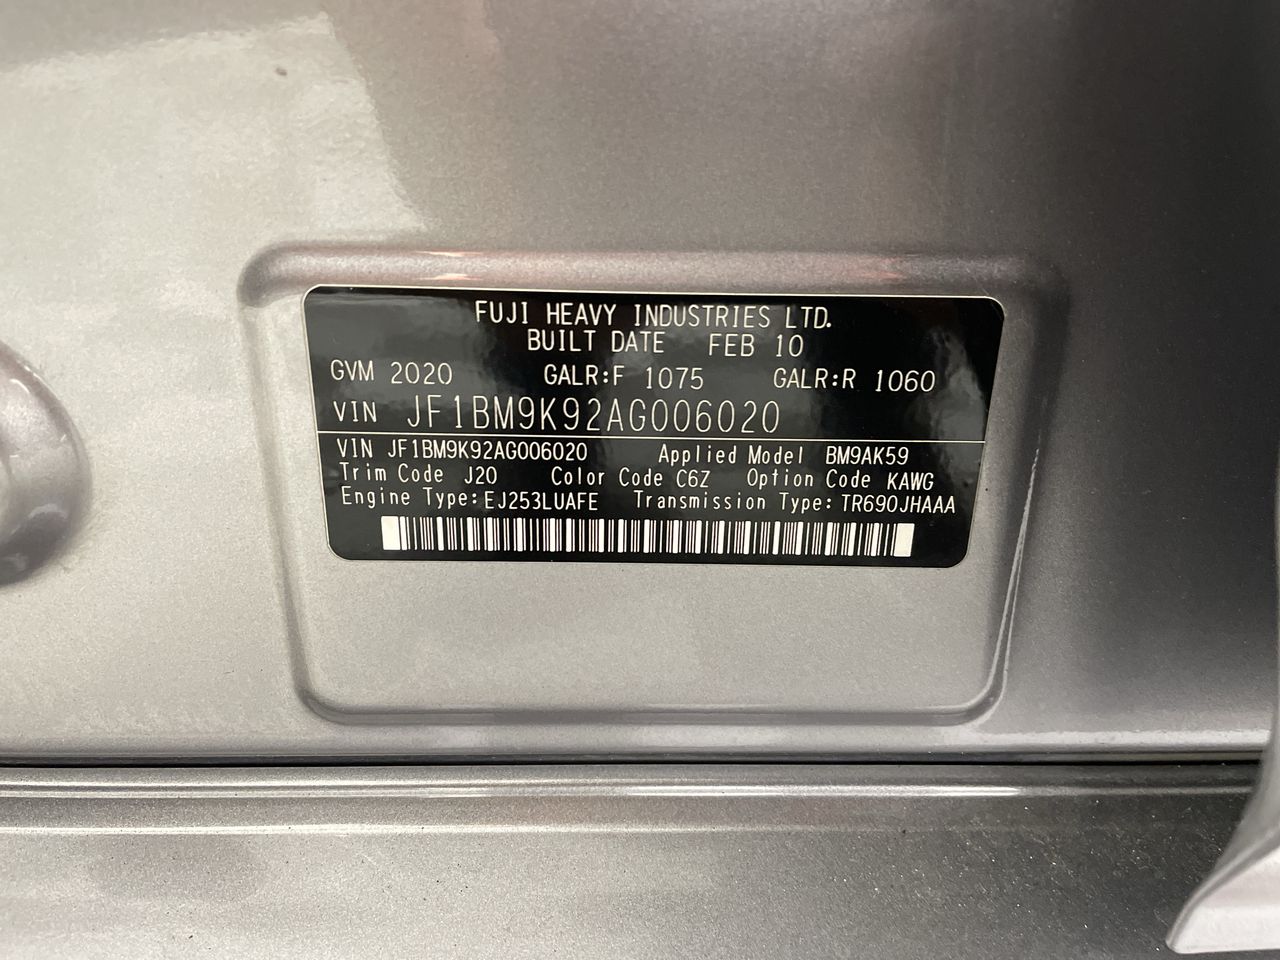 FUJI HEAVY INDUSTRIES LTD.
BUILT DATE FEB 10
GVM 2020 GALR:F 1075 GALR:R 1060
VIN JF1BM9K92AG006020
VIN JF1BM9K92AG006020 Applied Model BM9AK59
Trim Code J20 Color Code C6Z Option Code KAWG
Engine Type:EJ253LUAFE Transmission Type:TR690JHAAA